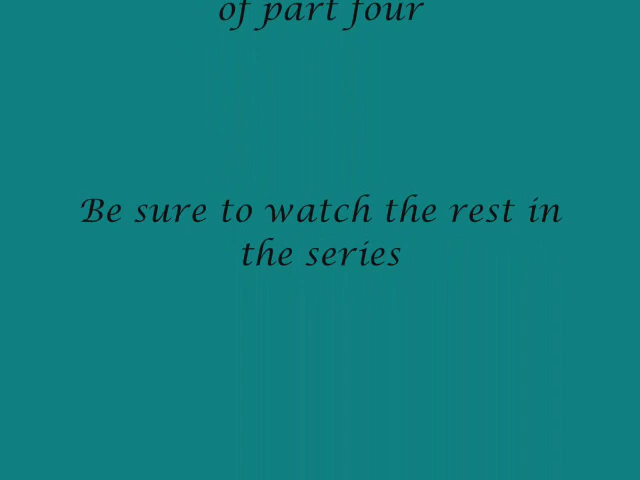 of part four
Be sure to watch the rest in
the series